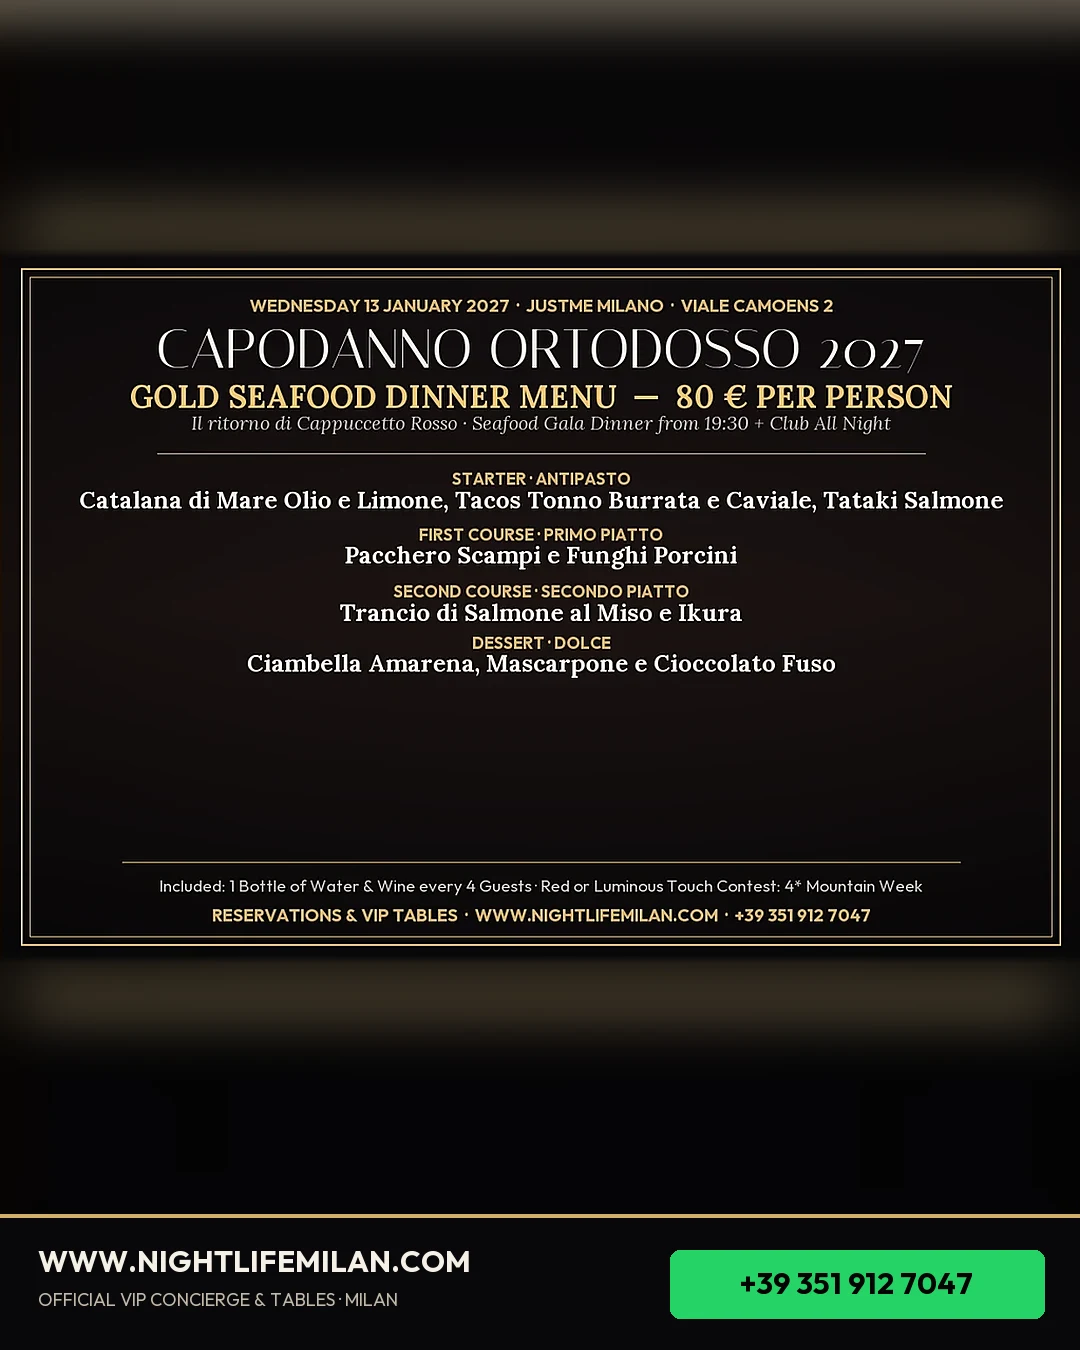 WEDNESDAY 13 JANUARY 2027 · JUSTME MILANO · VIALE CAMOENS 2
CAPODANNO ORTODOSSO 2027
GOLD SEAFOOD DINNER MENU — 80 € PER PERSON
Il ritorno di Cappuccetto Rosso · Seafood Gala Dinner from 19:30 + Club All Night
STARTER · ANTIPASTO
Catalana di Mare Olio e Limone, Tacos Tonno Burrata e Caviale, Tataki Salmone
FIRST COURSE · PRIMO PIATTO
Pacchero Scampi e Funghi Porcini
SECOND COURSE · SECONDO PIATTO
Trancio di Salmone al Miso e Ikura
DESSERT · DOLCE
Ciambella Amarena, Mascarpone e Cioccolato Fuso
Included: 1 Bottle of Water & Wine every 4 Guests · Red or Luminous Touch Contest: 4* Mountain Week
RESERVATIONS & VIP TABLES · WWW.NIGHTLIFEMILAN.COM · +39 351 912 7047
WWW.NIGHTLIFEMILAN.COM
OFFICIAL VIP CONCIERGE & TABLES · MILAN
+39 351 912 7047